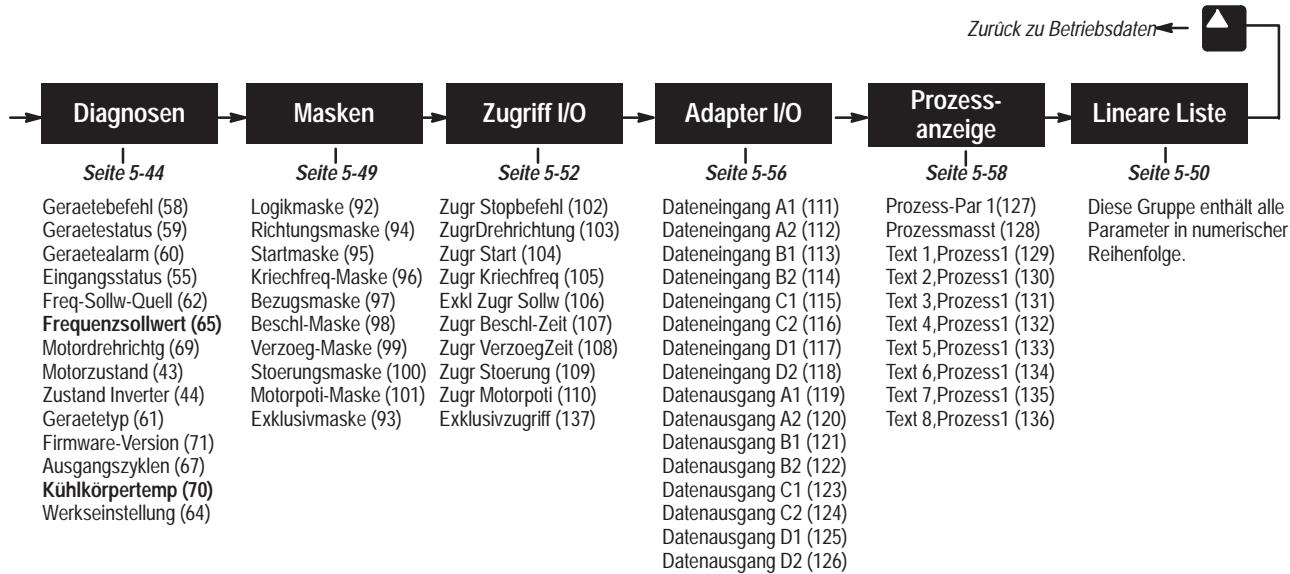 Zurûck zu Betriebsdaten
Diagnosen
Masken
Zugriff I/O
Adapter I/O
Prozess-
anzeige
Lineare Liste
Seite 5-44
Seite 5-49
Seite 5-52
Seite 5-56
Seite 5-58
Seite 5-50
Geraetebefehl (58)
Geraetestatus (59)
Geraetealarm (60)
Eingangsstatus (55)
Freq-Sollw-Quell (62)
Frequenzsollwert (65)
Motordrehrichtg (69)
Motorzustand (43)
Zustand Inverter (44)
Geraetetyp (61)
Firmware-Version (71)
Ausgangszyklen (67)
Kühlkörpertemp (70)
Werkseinstellung (64)
Logikmaske (92)
Richtungsmaske (94)
Startmaske (95)
Kriechfreq-Maske (96)
Bezugsmaske (97)
Beschl-Maske (98)
Verzoeg-Maske (99)
Stoerungsmaske (100)
Motorpoti-Maske (101)
Exklusivmaske (93)
Zugr Stopbefehl (102)
ZugrDrehrichtung (103)
Zugr Start (104)
Zugr Kriechfreq (105)
Exkl Zugr Sollw (106)
Zugr Beschl-Zeit (107)
Zugr VerzoegZeit (108)
Zugr Stoerung (109)
Zugr Motorpoti (110)
Exklusivzugriff (137)
Dateneingang A1 (111)
Dateneingang A2 (112)
Dateneingang B1 (113)
Dateneingang B2 (114)
Dateneingang C1 (115)
Dateneingang C2 (116)
Dateneingang D1 (117)
Dateneingang D2 (118)
Datenausgang A1 (119)
Datenausgang A2 (120)
Datenausgang B1 (121)
Datenausgang B2 (122)
Datenausgang C1 (123)
Datenausgang C2 (124)
Datenausgang D1 (125)
Datenausgang D2 (126)
Prozess-Par 1(127)
Prozessmasst (128)
Text 1,Prozess1 (129)
Text 2,Prozess1 (130)
Text 3,Prozess1 (131)
Text 4,Prozess1 (132)
Text 5,Prozess1 (133)
Text 6,Prozess1 (134)
Text 7,Prozess1 (135)
Text 8,Prozess1 (136)
Diese Gruppe enthält alle
Parameter in numerischer
Reihenfolge.